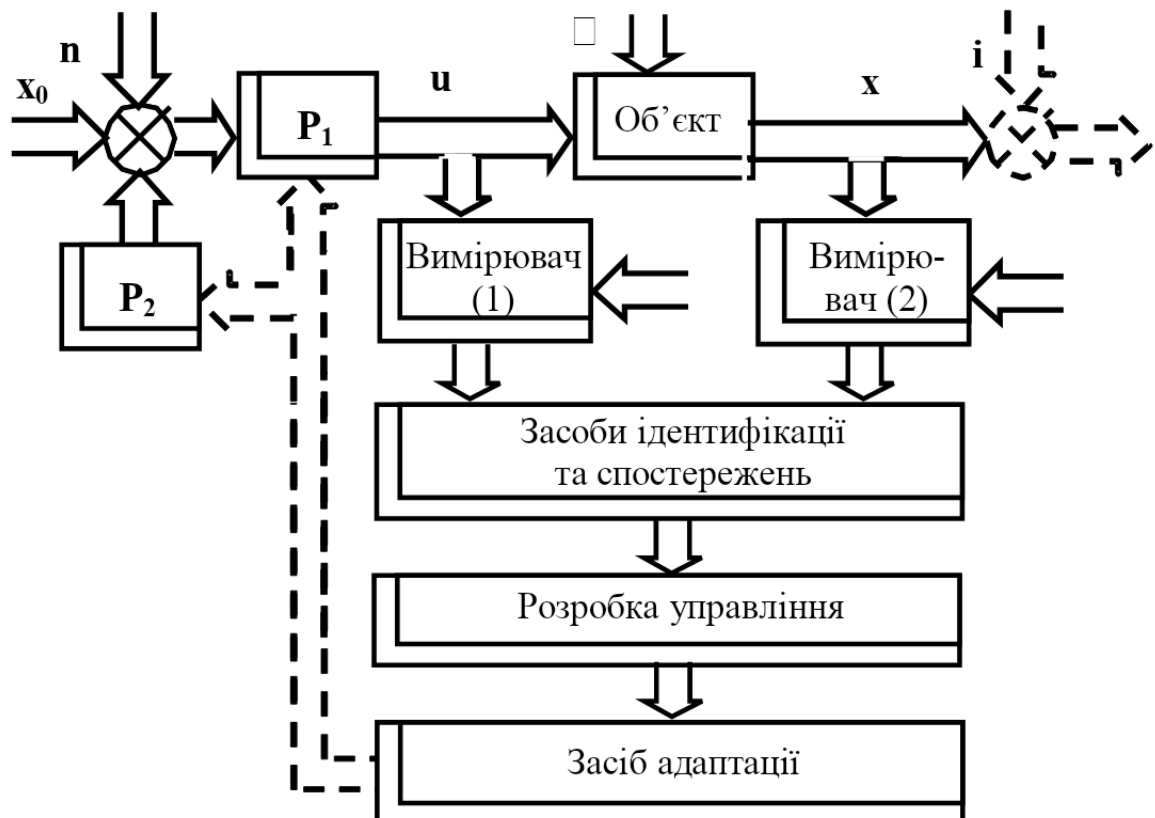 n
i
x₀
u
x
P₁
Об’єкт
P₂
Вимірювач
(1)
Вимірю-
вач (2)
Засоби ідентифікації
та спостережень
Розробка управління
Засіб адаптації